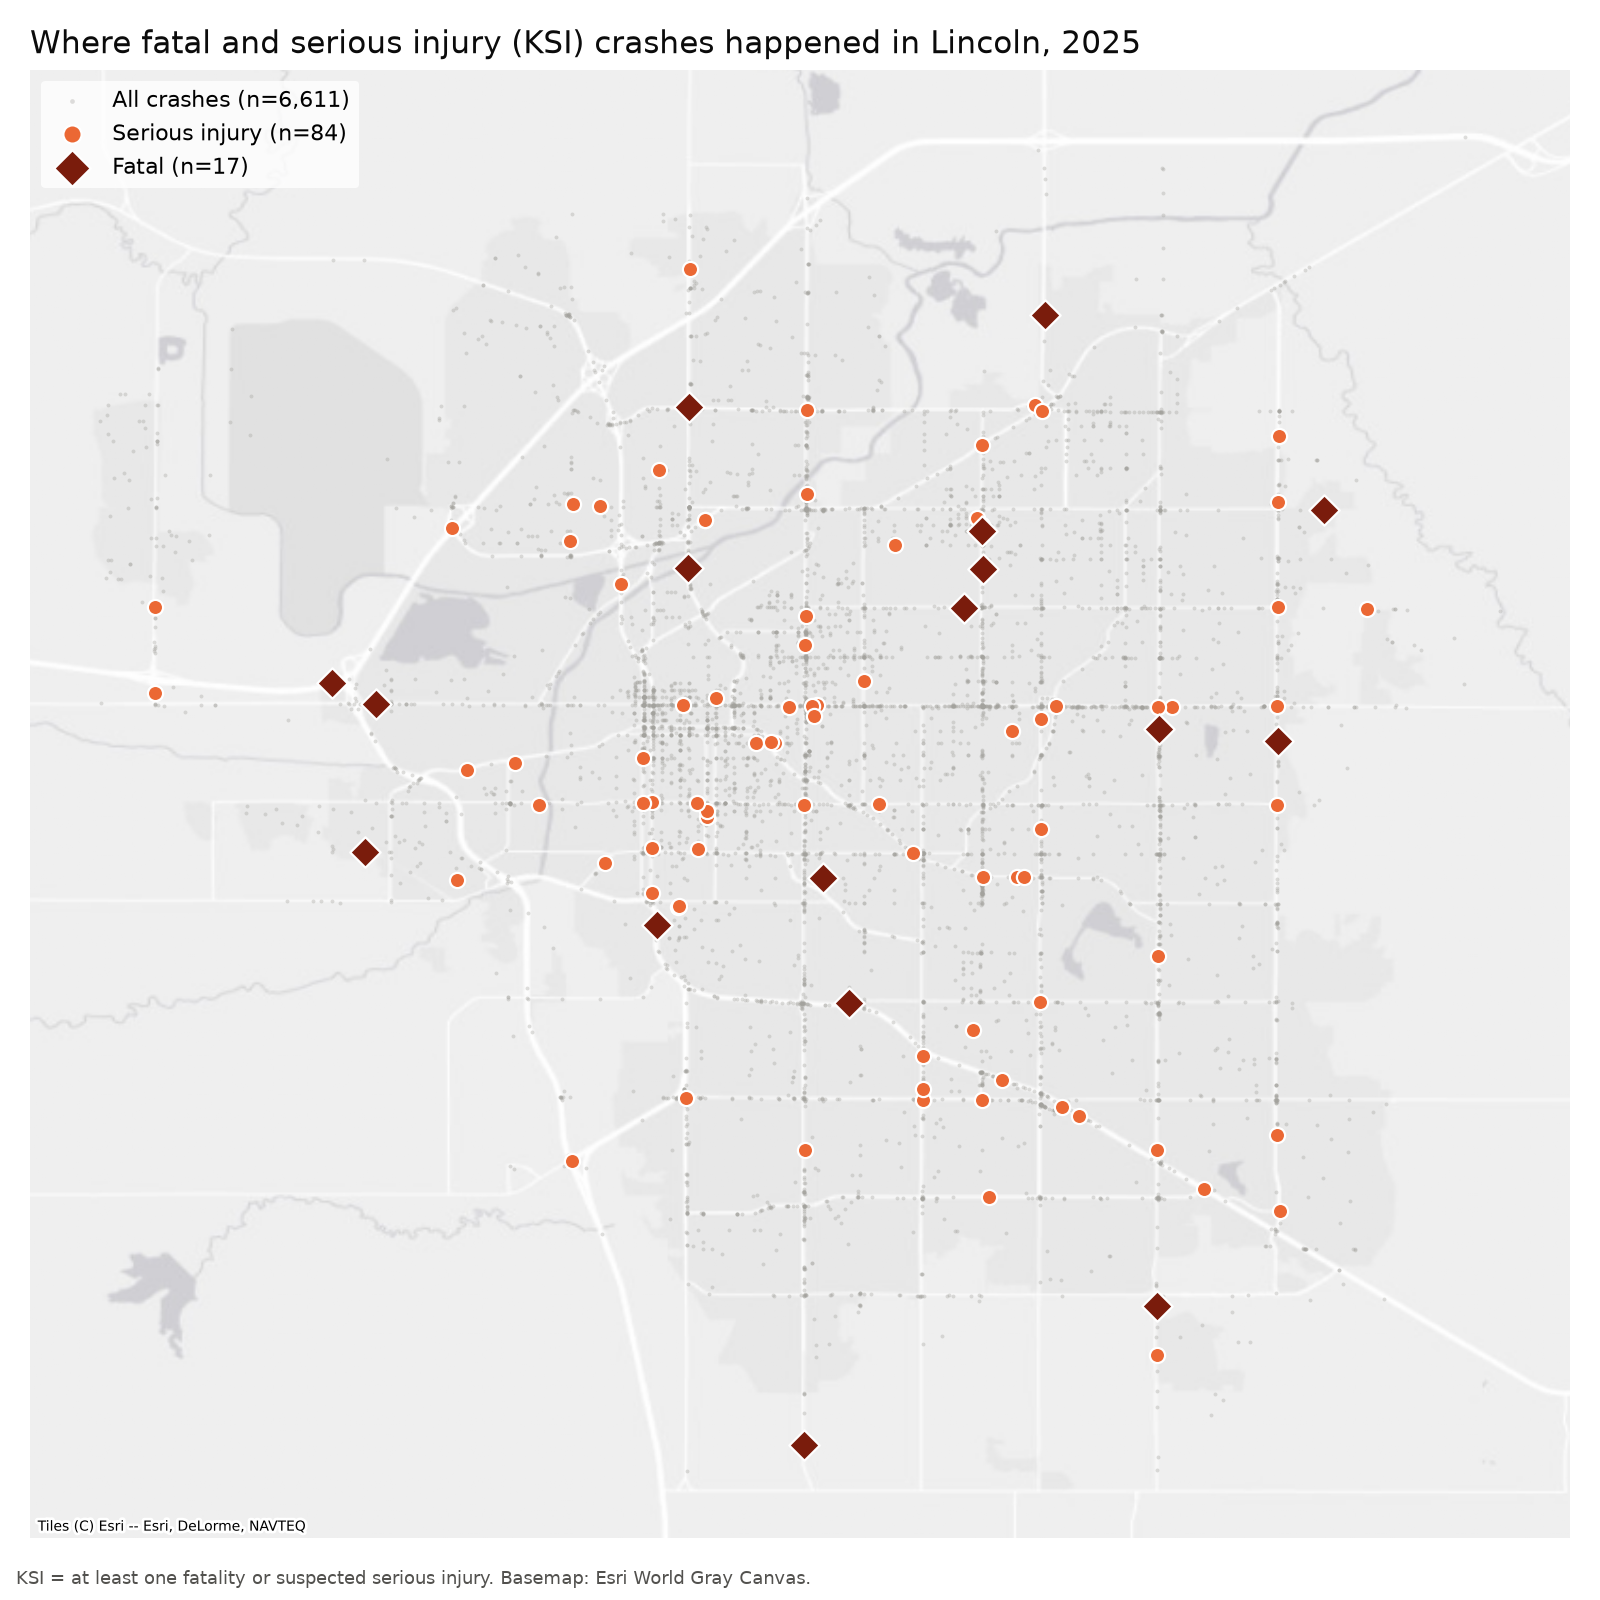 Where fatal and serious injury (KSI) crashes happened in Lincoln, 2025
All crashes (n=6,611)
Serious injury (n=84)
Fatal (n=17)
Tiles (C) Esri -- Esri, DeLorme, NAVTEQ
KSI = at least one fatality or suspected serious injury. Basemap: Esri World Gray Canvas.